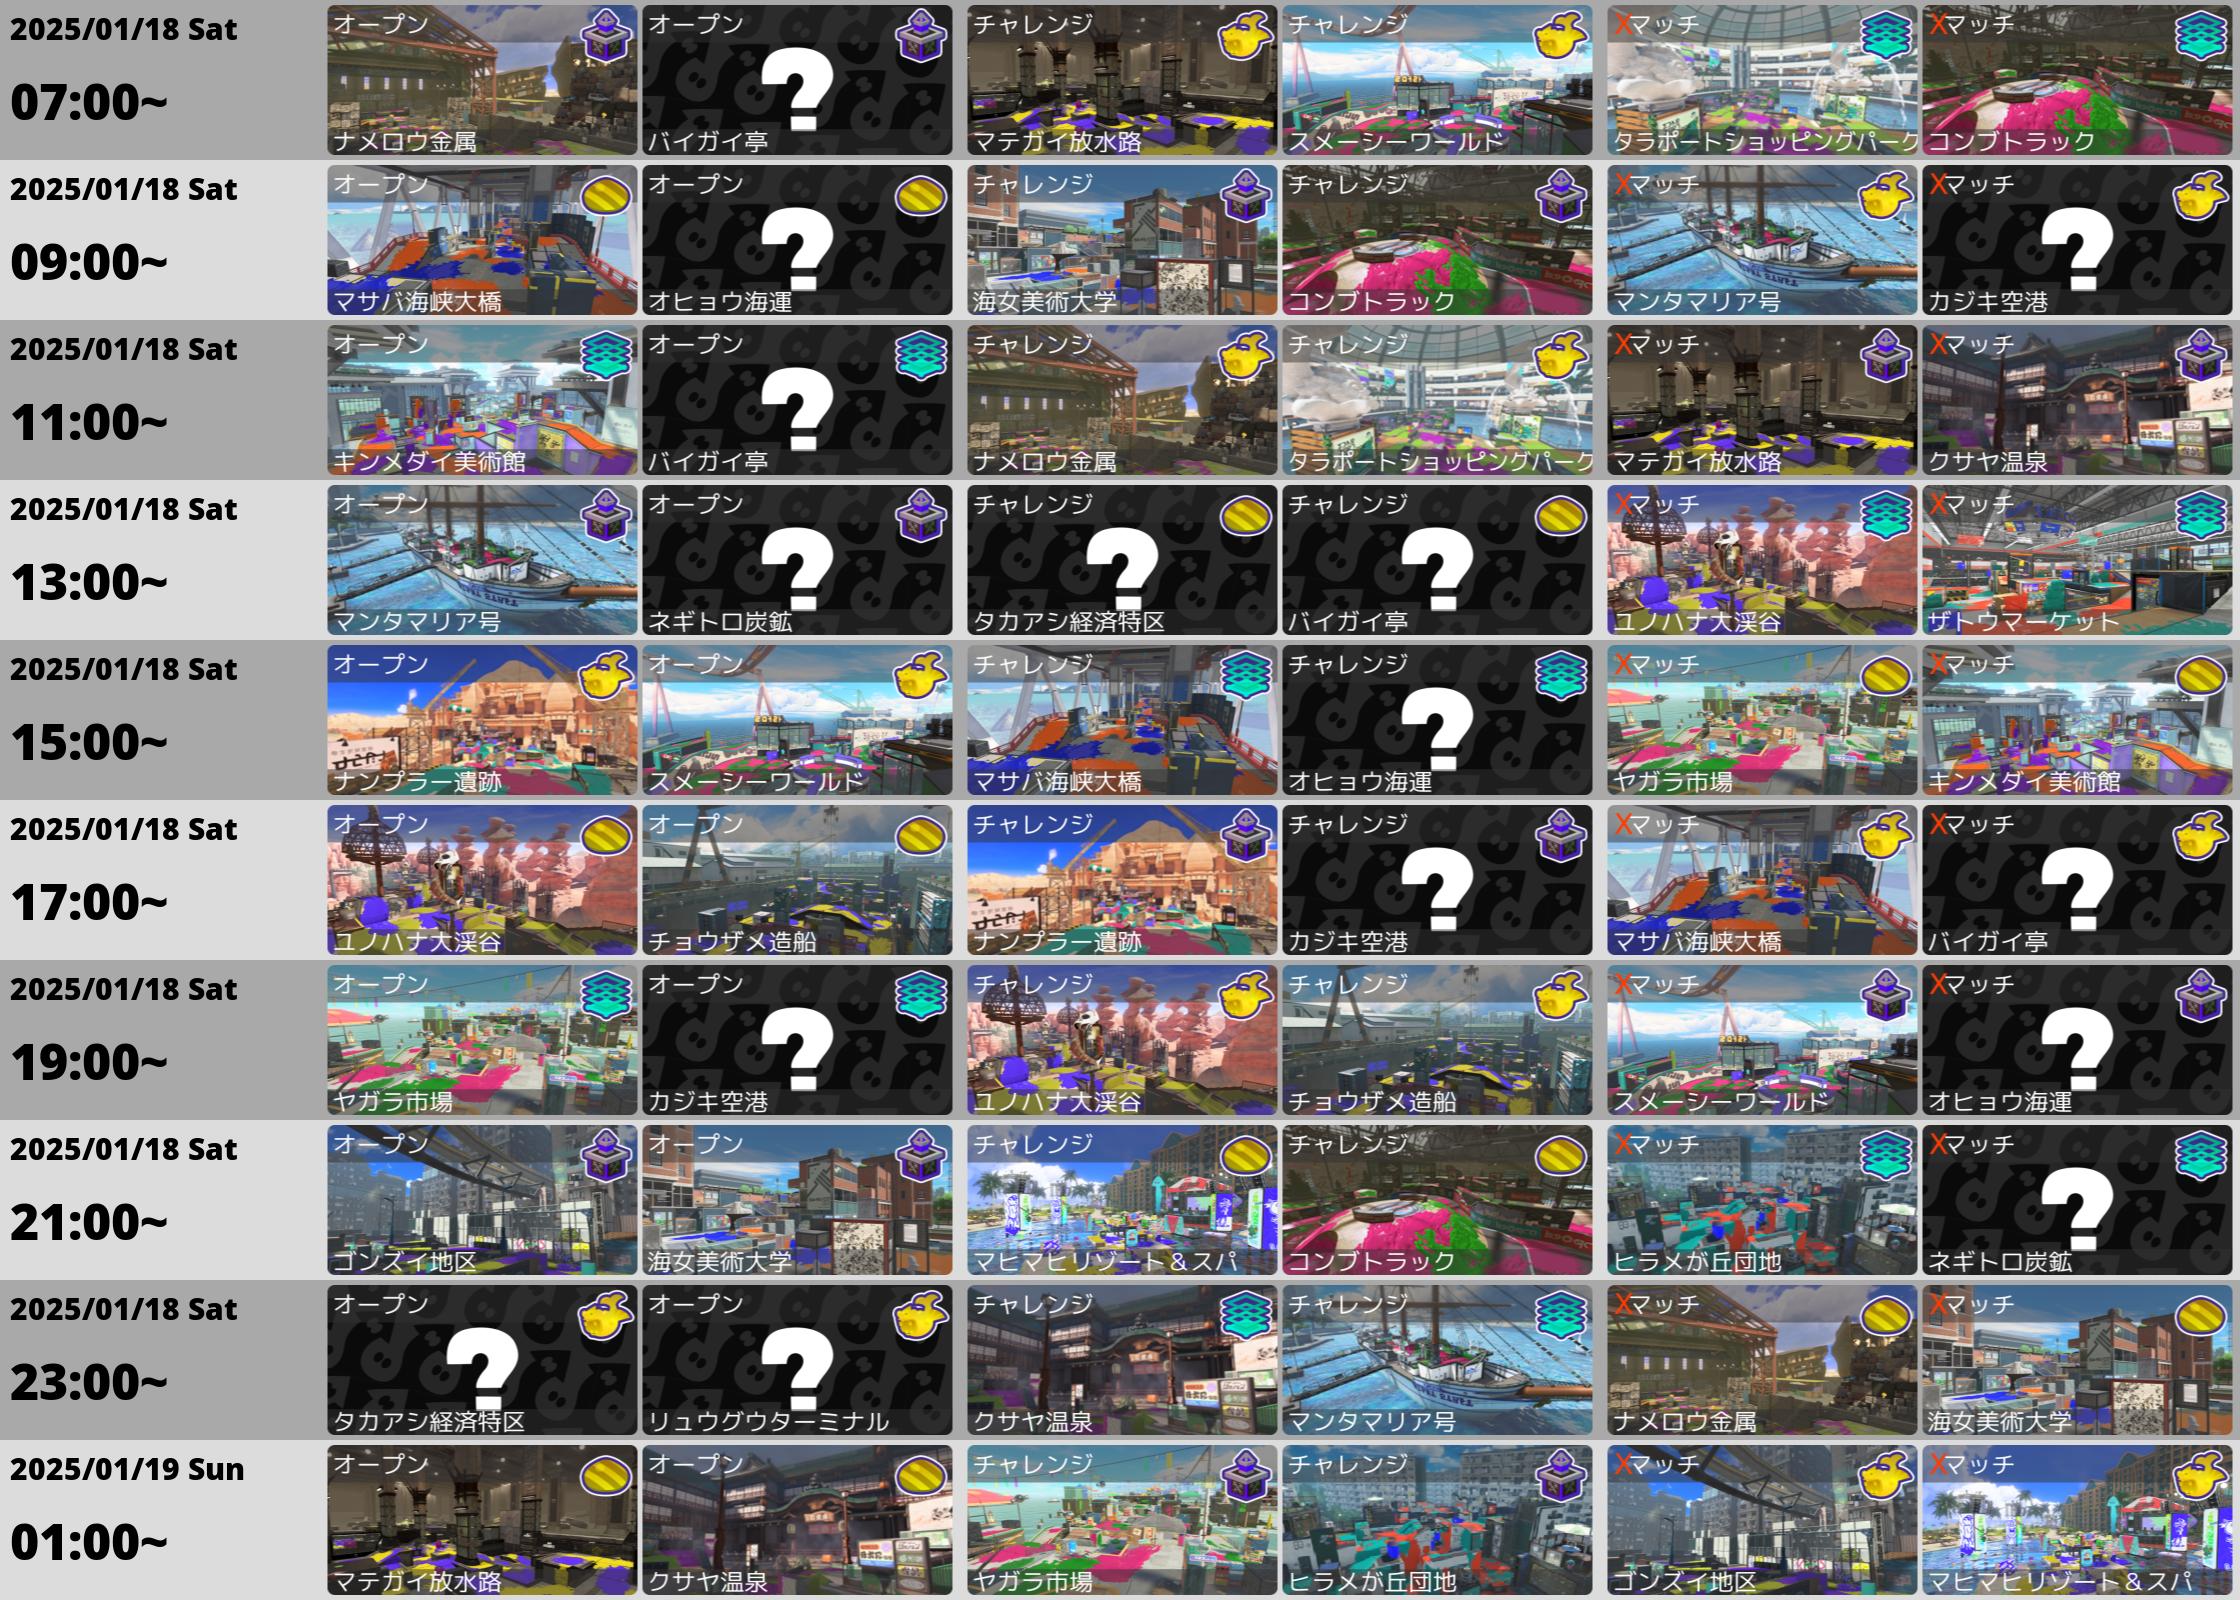 2025/01/18 Sat
07:00~
オープン
ナメロウ金属
オープン
バイガイ亭
チャレンジ
マテガイ放水路
チャレンジ
スメーシーワールド
Xマッチ
タラポートショッピングパーク
Xマッチ
コンブトラック
2025/01/18 Sat
09:00~
オープン
マサバ海峡大橋
オープン
オヒョウ海運
チャレンジ
海女美術大学
チャレンジ
コンブトラック
Xマッチ
マンタマリア号
Xマッチ
カジキ空港
2025/01/18 Sat
11:00~
オープン
キンメダイ美術館
オープン
バイガイ亭
チャレンジ
ナメロウ金属
チャレンジ
タラポートショッピングパーク
Xマッチ
マテガイ放水路
Xマッチ
クサヤ温泉
2025/01/18 Sat
13:00~
オープン
マンタマリア号
オープン
ネギトロ炭鉱
チャレンジ
タカアシ経済特区
チャレンジ
バイガイ亭
Xマッチ
ユノハナ大渓谷
Xマッチ
ザトウマーケット
2025/01/18 Sat
15:00~
オープン
ナンプラー遺跡
オープン
スメーシーワールド
チャレンジ
マサバ海峡大橋
チャレンジ
オヒョウ海運
Xマッチ
ヤガラ市場
Xマッチ
キンメダイ美術館
2025/01/18 Sat
17:00~
オープン
ユノハナ大渓谷
オープン
チョウザメ造船
チャレンジ
ナンプラー遺跡
チャレンジ
カジキ空港
Xマッチ
マサバ海峡大橋
Xマッチ
バイガイ亭
2025/01/18 Sat
19:00~
オープン
ヤガラ市場
オープン
カジキ空港
チャレンジ
ユノハナ大渓谷
チャレンジ
チョウザメ造船
Xマッチ
スメーシーワールド
Xマッチ
オヒョウ海運
2025/01/18 Sat
21:00~
オープン
ゴンズイ地区
オープン
海女美術大学
チャレンジ
マヒマヒリゾート＆スパ
チャレンジ
コンブトラック
Xマッチ
ヒラメが丘団地
Xマッチ
ネギトロ炭鉱
2025/01/18 Sat
23:00~
オープン
タカアシ経済特区
オープン
リュウグウターミナル
チャレンジ
クサヤ温泉
チャレンジ
マンタマリア号
Xマッチ
ナメロウ金属
Xマッチ
海女美術大学
2025/01/19 Sun
01:00~
オープン
マテガイ放水路
オープン
クサヤ温泉
チャレンジ
ヤガラ市場
チャレンジ
ヒラメが丘団地
Xマッチ
ゴンズイ地区
Xマッチ
マヒマヒリゾート＆スパ